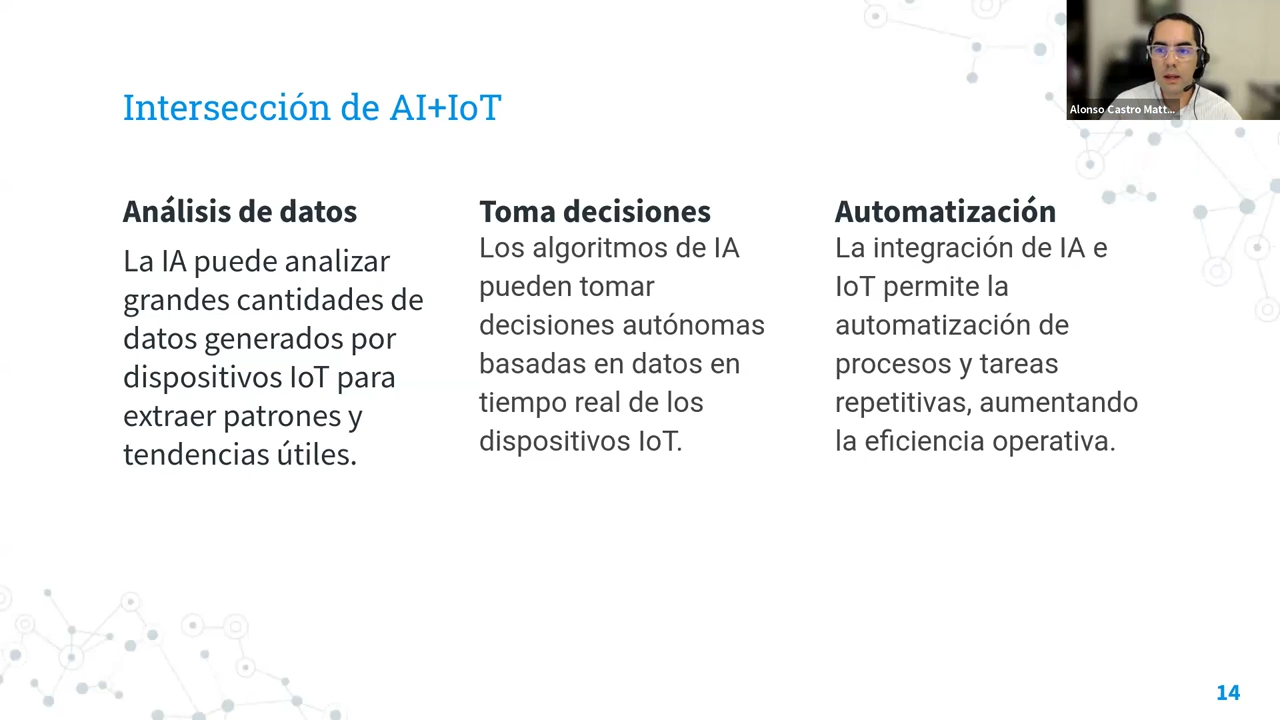 Intersección de AI+IoT
Alonso Castro Matt...
Análisis de datos
La IA puede analizar
grandes cantidades de
datos generados por
dispositivos IoT para
extraer patrones y
tendencias útiles.
Toma decisiones
Los algoritmos de IA
pueden tomar
decisiones autónomas
basadas en datos en
tiempo real de los
dispositivos IoT.
Automatización
La integración de IA e
IoT permite la
automatización de
procesos y tareas
repetitivas, aumentando
la eficiencia operativa.
14